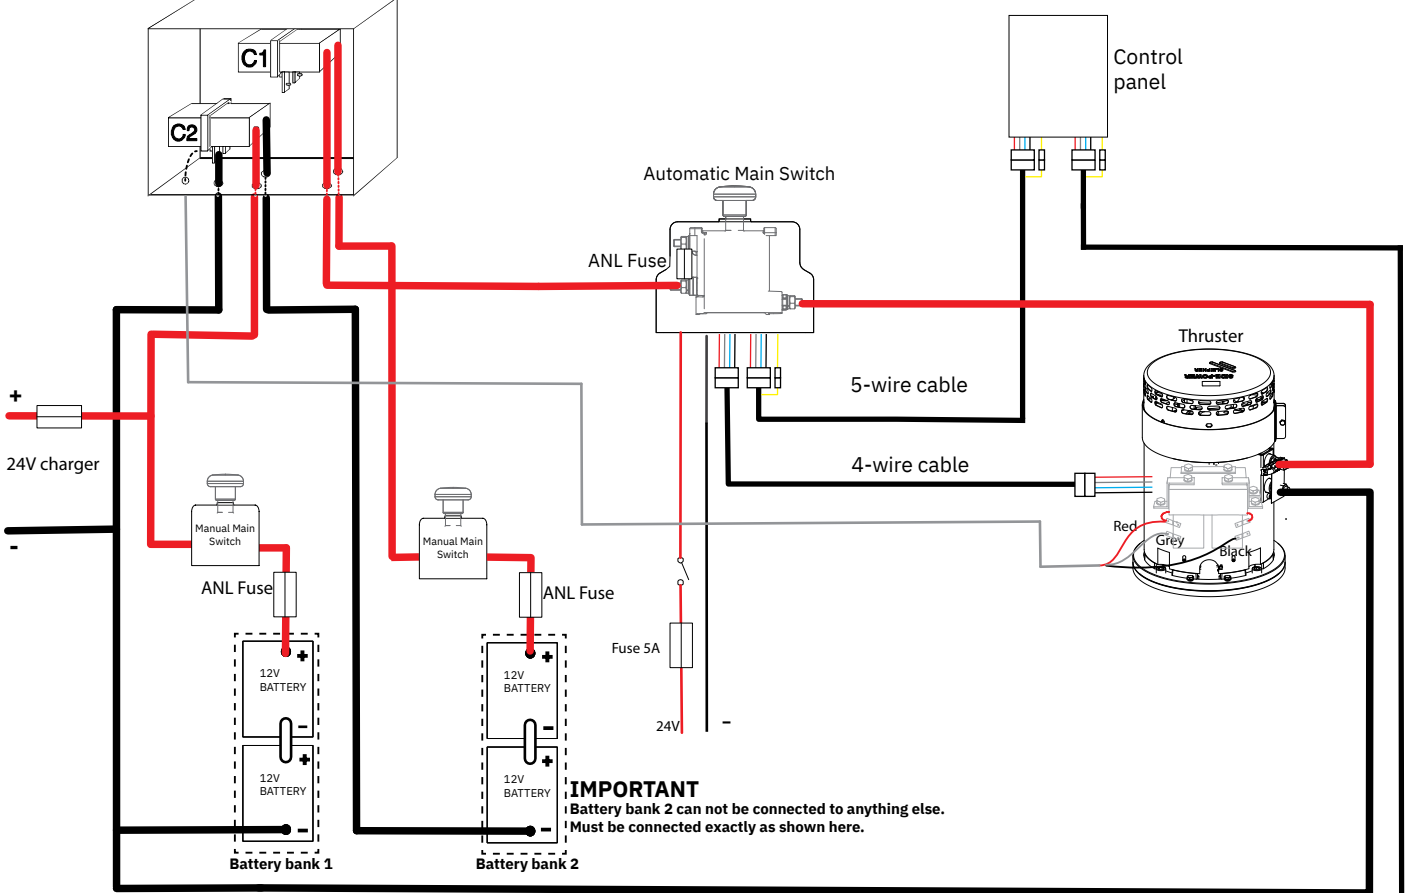 C1
C2
Control
panel
Automatic Main Switch
ANL Fuse
Thruster
5-wire cable
4-wire cable
+
24V charger
-
Manual Main
Switch
Manual Main
Switch
ANL Fuse
ANL Fuse
Red
Grey
Black
Fuse 5A
24V
–
+
12V
BATTERY
–
+
12V
BATTERY
–
Battery bank 1
+
12V
BATTERY
–
+
12V
BATTERY
–
Battery bank 2
IMPORTANT
Battery bank 2 can not be connected to anything else.
Must be connected exactly as shown here.